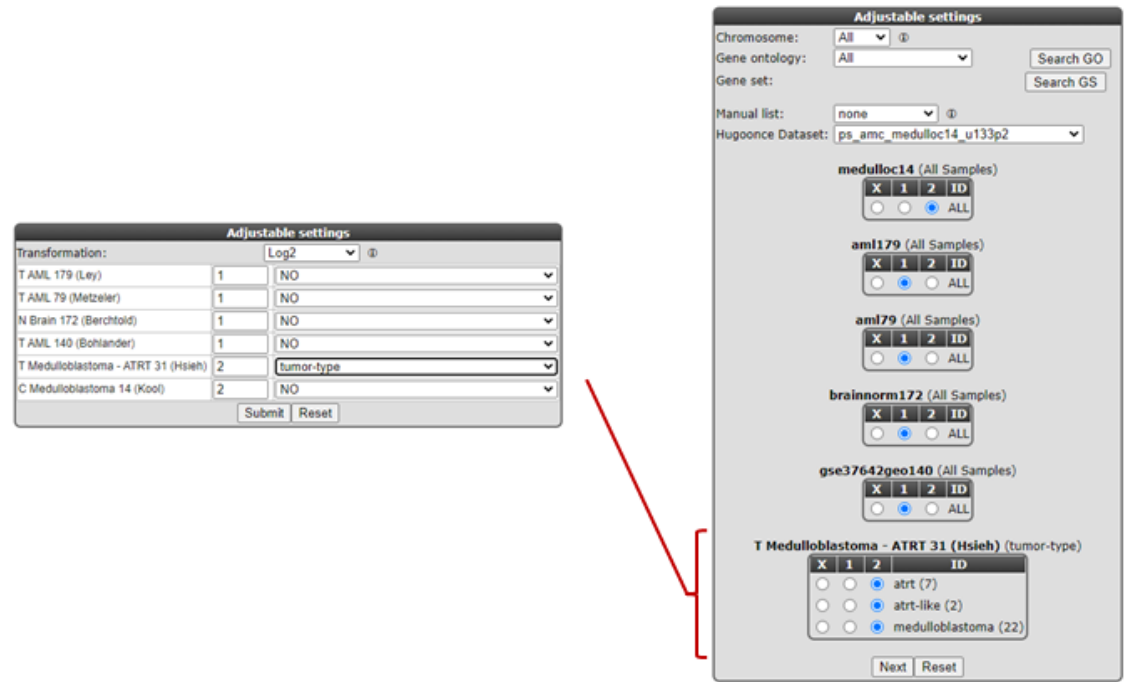 Adjustable settings
Transformation: Log2
T AML 179 (Ley) 1 NO
T AML 79 (Metzeler) 1 NO
N Brain 172 (Berchtold) 1 NO
T AML 140 (Bohlander) 1 NO
T Medulloblastoma - ATRT 31 (Hsieh) 2 tumor-type
C Medulloblastoma 14 (Kool) 2 NO
Submit Reset
Adjustable settings
Chromosome: All
Gene ontology: All Search GO
Gene set: Search GS
Manual list: none
Hugoonce Dataset: ps_amc_medulloc14_u133p2
medulloc14 (All Samples)
X 1 2 ID
ALL
aml179 (All Samples)
X 1 2 ID
ALL
aml79 (All Samples)
X 1 2 ID
ALL
brainnorm172 (All Samples)
X 1 2 ID
ALL
gse37642geo140 (All Samples)
X 1 2 ID
ALL
T Medulloblastoma - ATRT 31 (Hsieh) (tumor-type)
X 1 2 ID
atrt (7)
atrt-like (2)
medulloblastoma (22)
Next Reset